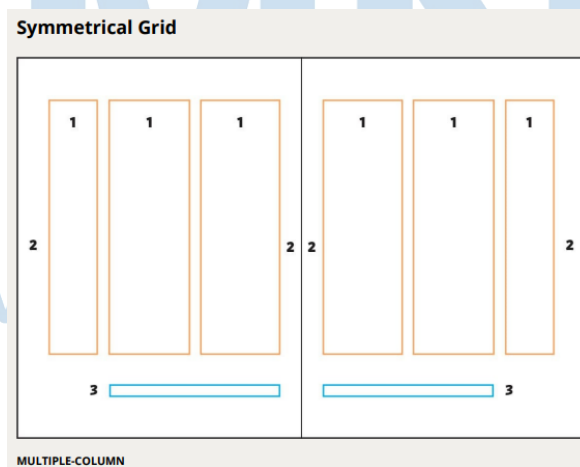 Symmetrical Grid
1 1 1 1 1 1
2 2 2 2
3 3
MULTIPLE-COLUMN